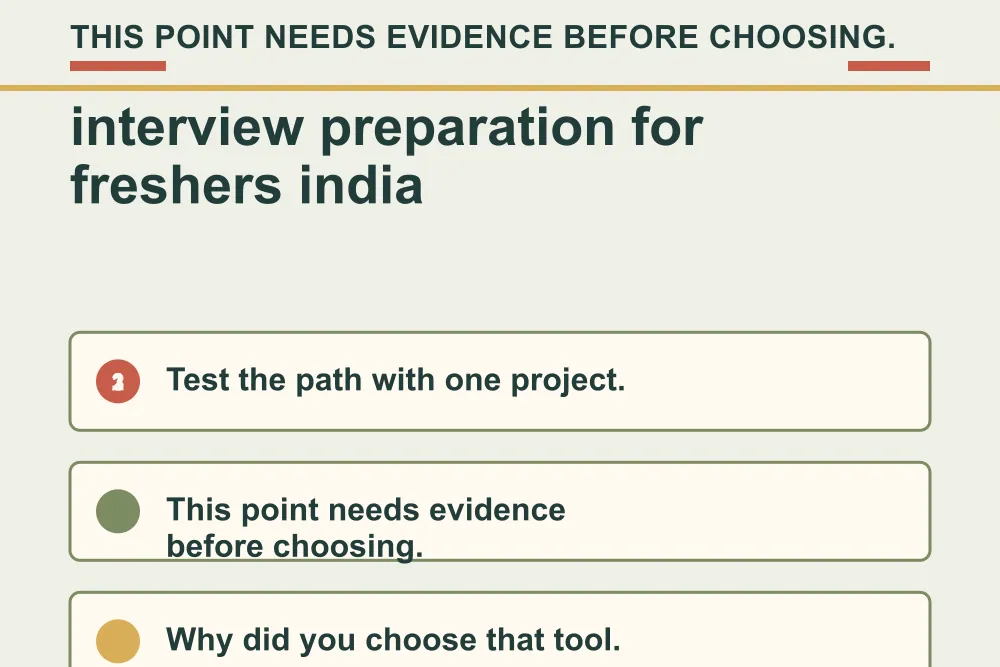 THIS POINT NEEDS EVIDENCE BEFORE CHOOSING.
interview preparation for
freshers india
Test the path with one project.
This point needs evidence
before choosing.
Why did you choose that tool.